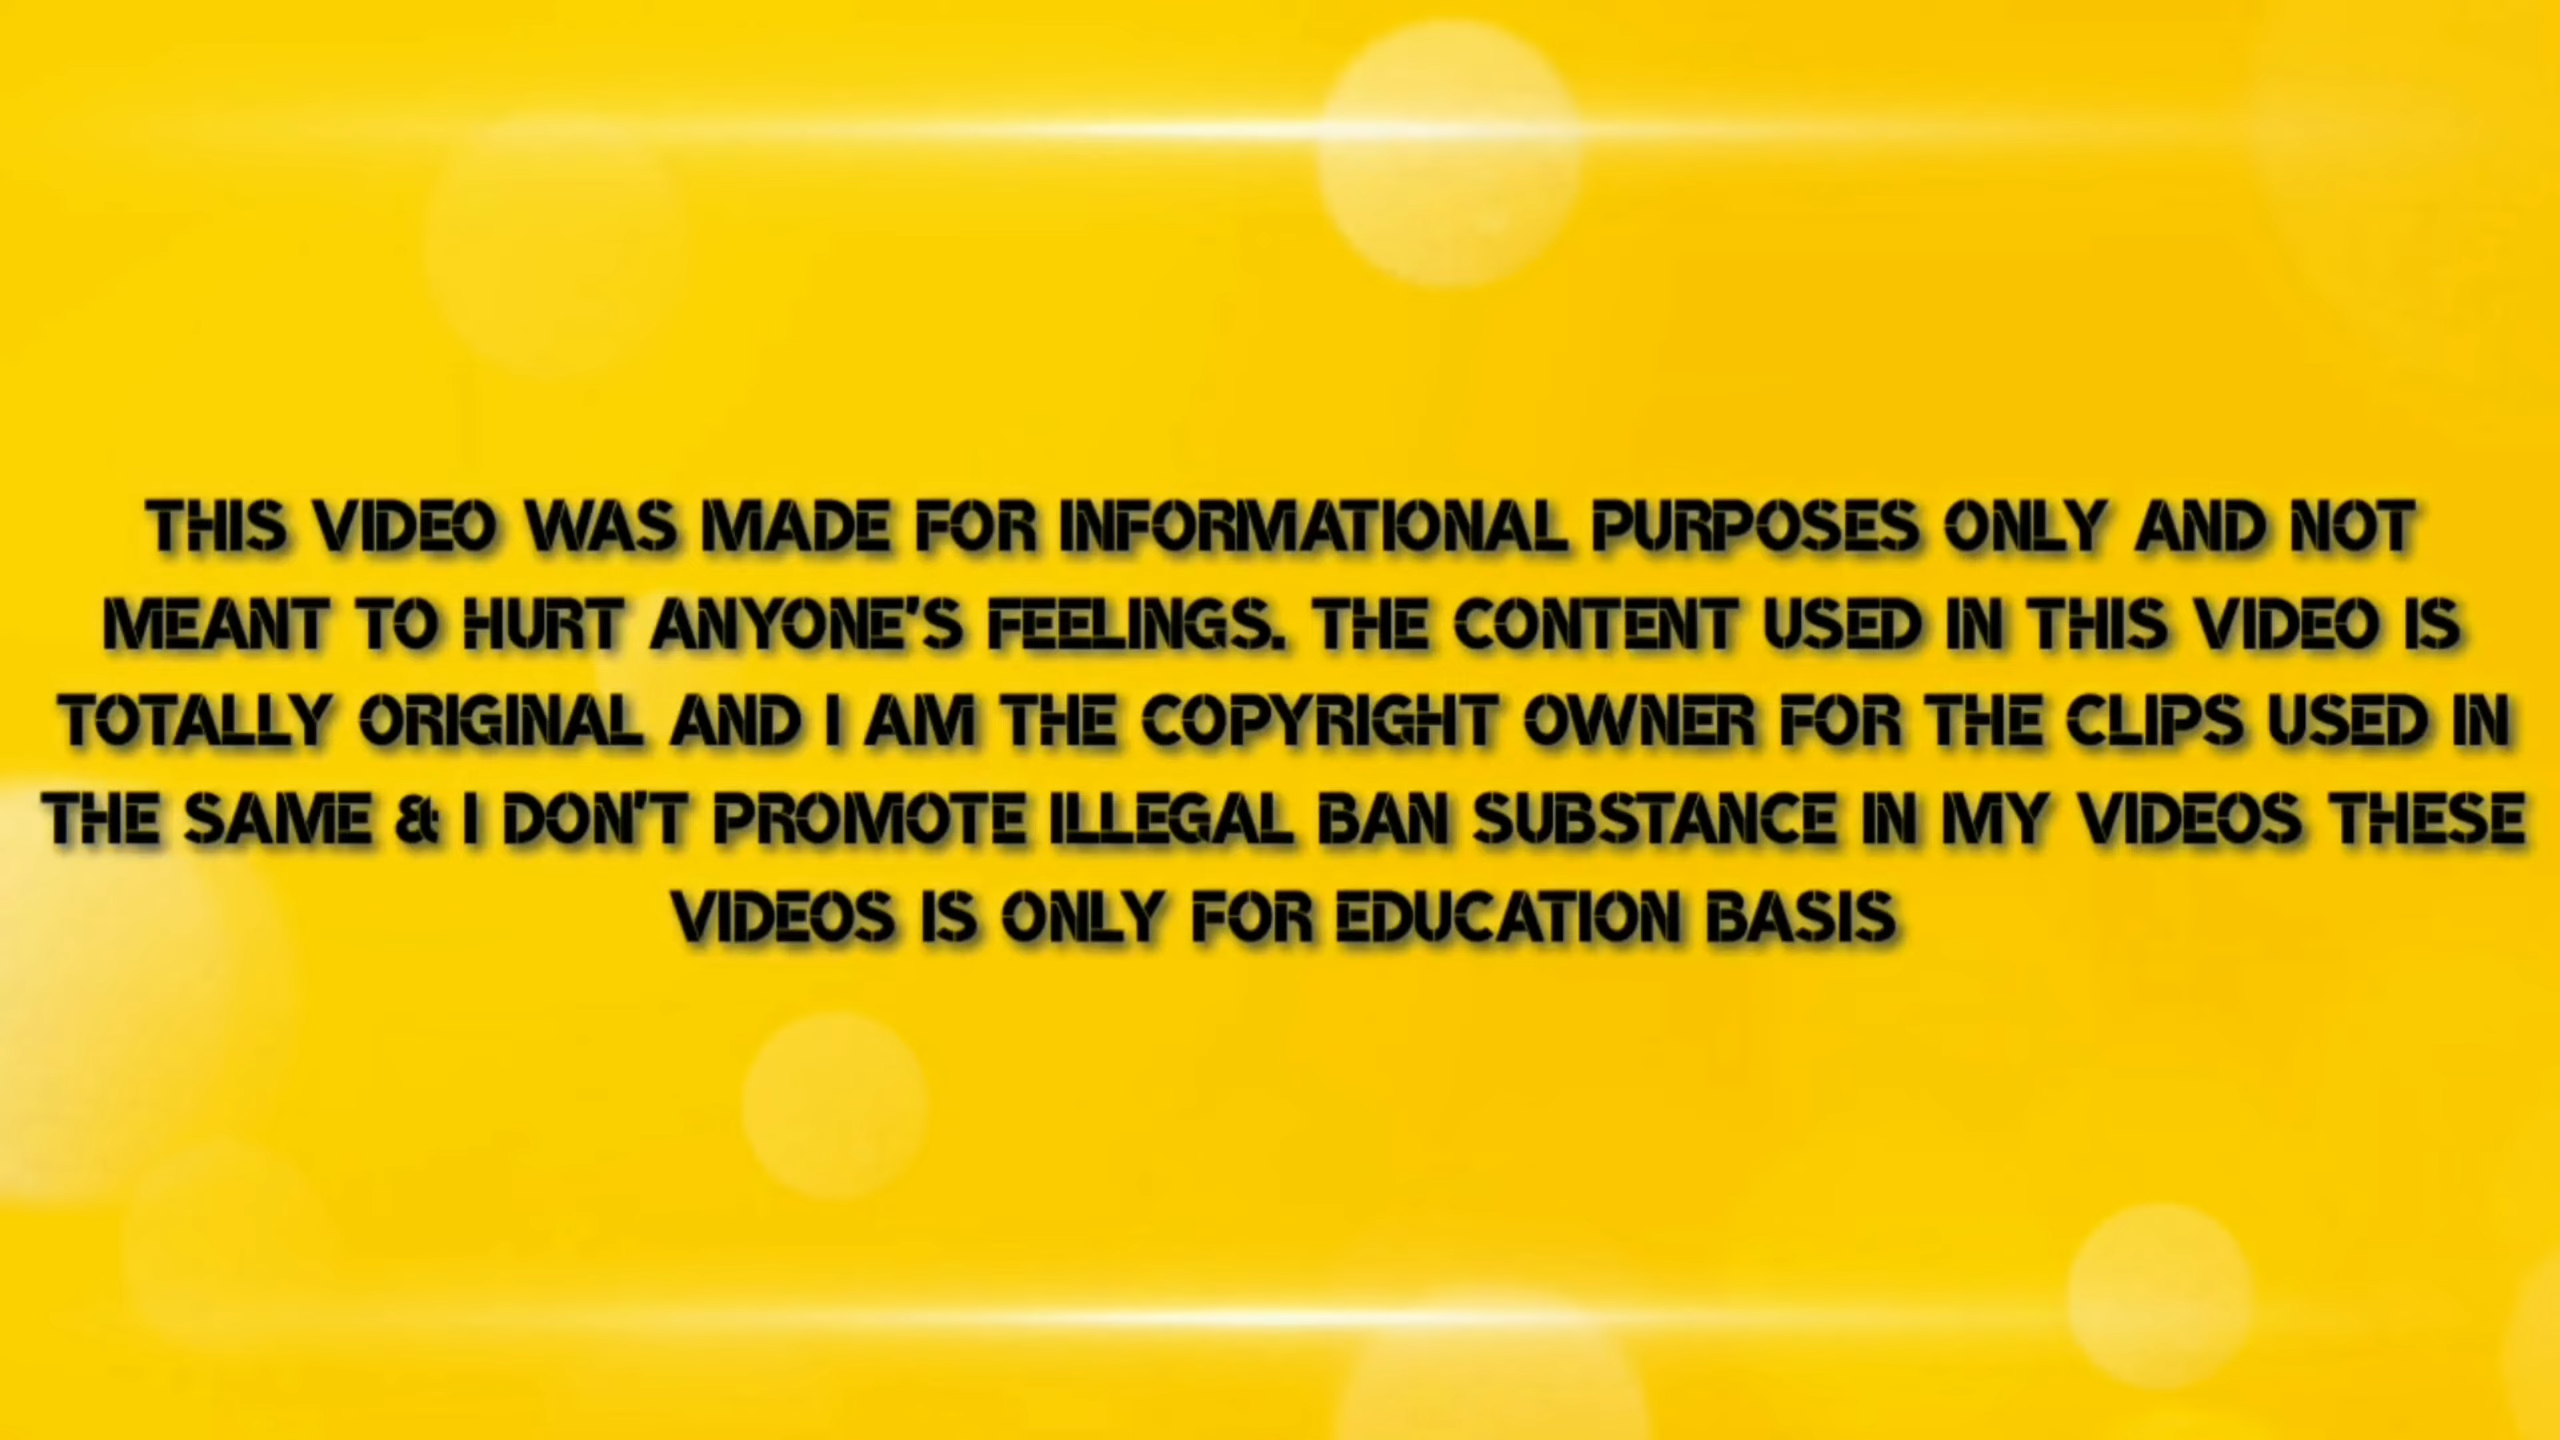 THIS VIDEO WAS MADE FOR INFORMATIONAL PURPOSES ONLY AND NOT
MEANT TO HURT ANYONE'S FEELINGS. THE CONTENT USED IN THIS VIDEO IS
TOTALLY ORIGINAL AND I AM THE COPYRIGHT OWNER FOR THE CLIPS USED IN
THE SAME & I DON'T PROMOTE ILLEGAL BAN SUBSTANCE IN MY VIDEOS THESE
VIDEOS IS ONLY FOR EDUCATION BASIS